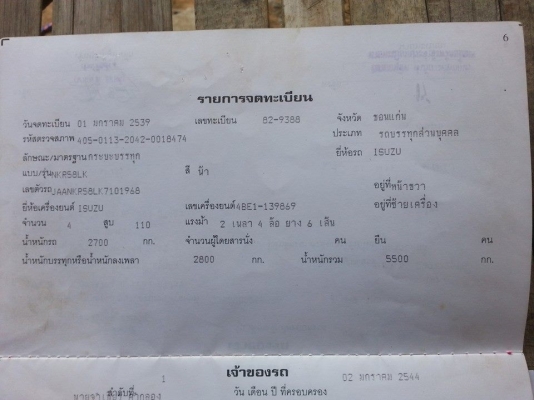 6
รายการจดทะเบียน
วันจดทะเบียน 01 มกราคม 2539 เลขทะเบียน 82-9388 จังหวัด ขอนแก่น
รหัสตรวจสภาพ 405-0113-2042-0018474 ประเภท รถบรรทุกส่วนบุคคล
ลักษณะ/มาตรฐาน กระบะบรรทุก ยี่ห้อรถ ISUZU
แบบ/รุ่น NKR58LK สี ฟ้า
เลขตัวรถ JAANKR58LK7101968 อยู่ที่ หน้าขวา
ยี่ห้อเครื่องยนต์ ISUZU เลขเครื่องยนต์ 4BE1-139869 อยู่ที่ ซ้ายเครื่อง
จำนวน 4 สูบ 110 แรงม้า 2 เพลา 4 ล้อ ยาง 6 เส้น
น้ำหนักรถ 2700 กก. จำนวนผู้โดยสารนั่ง คน ยืน คน
น้ำหนักบรรทุกหรือน้ำหนักลงเพลา 2800 กก. น้ำหนักรวม 5500 กก.
เจ้าของรถ
1 02 มกราคม 2544
ลำดับที่ วัน เดือน ปี ที่ครอบครอง